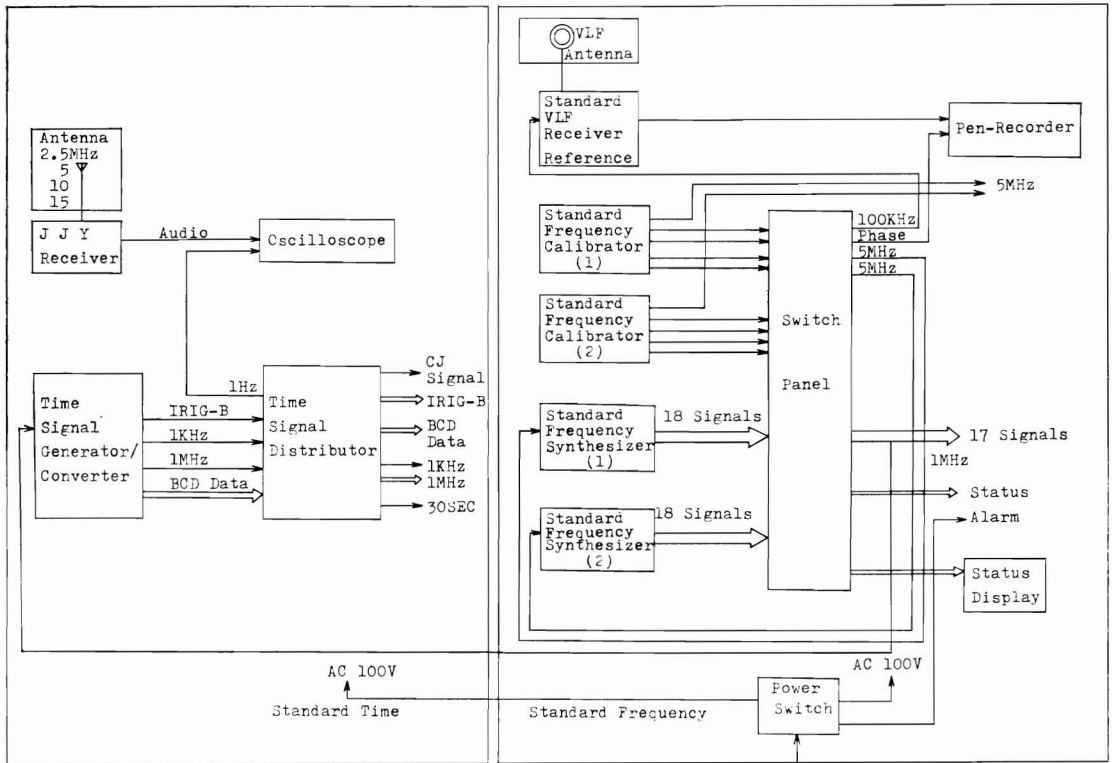 Antenna
2.5MHz
5
10
15
J J Y
Receiver
Audio
Cscilloscope
Time
Signal
Generator/
Converter
IRIG-B
1KHz
1MHz
BCD Data
1Hz
Time
Signal
Distributor
CJ
Signal
IRIG-B
BCD
Data
1KHz
1MHz
30SEC
AC 100V
Standard Time
VLF
Antenna
Standard
VLF
Receiver
Reference
Pen-Recorder
5MHz
Standard
Frequency
Calibrator
(1)
Standard
Frequency
Calibrator
(2)
100KHz
Phase
5MHz
5MHz
Switch
Panel
Standard
Frequency
Synthesizer
(1)
18 Signals
Standard
Frequency
Synthesizer
(2)
18 Signals
17 Signals
1MHz
Status
Alarm
Status
Display
AC 100V
Power
Switch
Standard Frequency